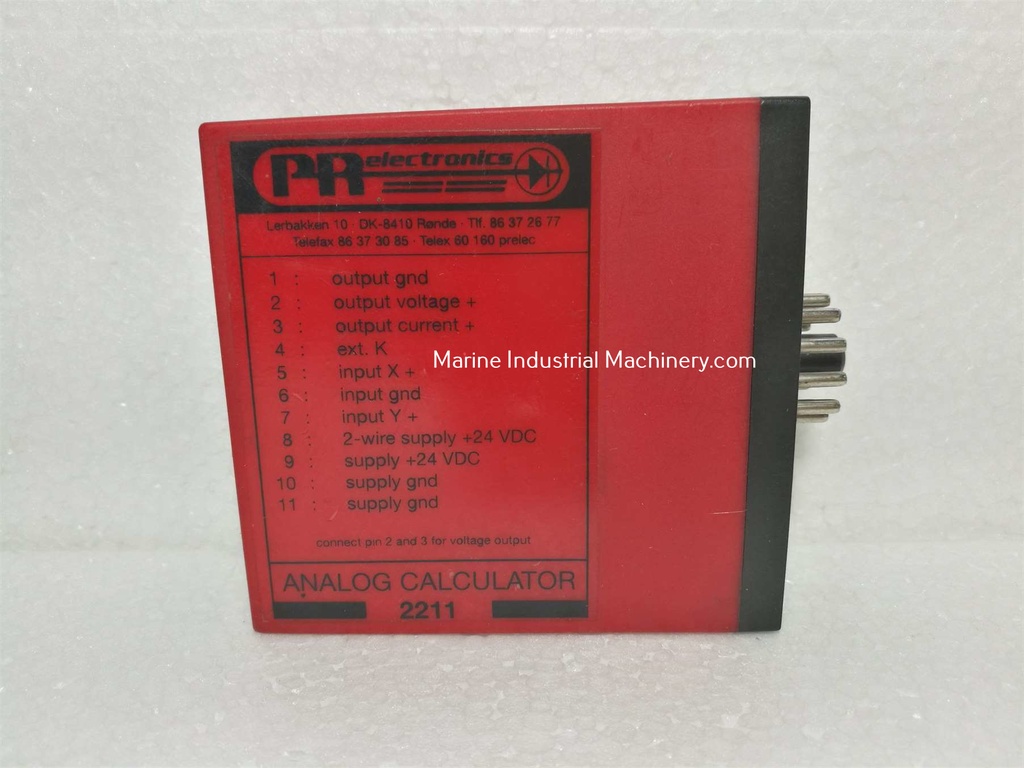 PR electronics
Lerbakken 10 · DK-8410 Rønde · Tlf. 86 37 26 77
Telefax 86 37 30 85 · Telex 60 160 prelec
1 : output gnd
2 : output voltage +
3 : output current +
4 : ext. K
Marine Industrial Machinery.com
5 : input X +
6 : input gnd
7 : input Y +
8 : 2-wire supply +24 VDC
9 : supply +24 VDC
10 : supply gnd
11 : supply gnd
connect pin 2 and 3 for voltage output
ANALOG CALCULATOR
2211